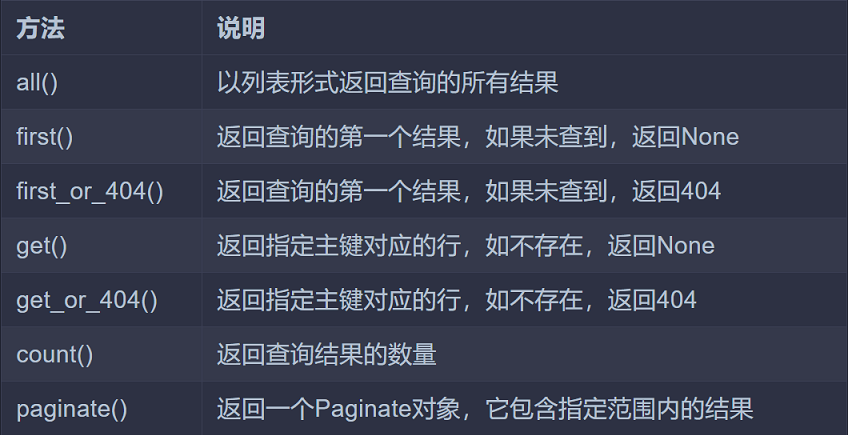 方法 说明
all() 以列表形式返回查询的所有结果
first() 返回查询的第一个结果，如果未查到，返回None
first_or_404() 返回查询的第一个结果，如果未查到，返回404
get() 返回指定主键对应的行，如不存在，返回None
get_or_404() 返回指定主键对应的行，如不存在，返回404
count() 返回查询结果的数量
paginate() 返回一个Paginate对象，它包含指定范围内的结果